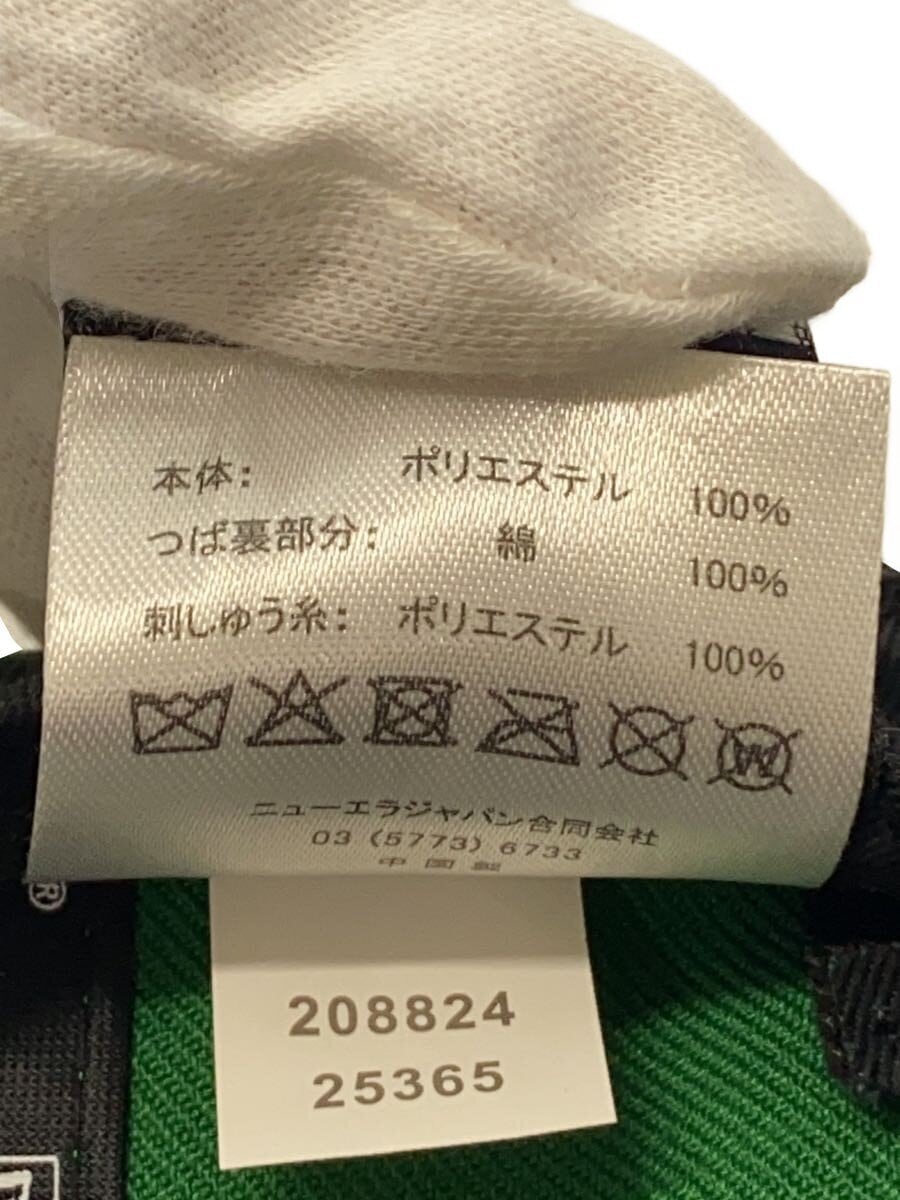 本体: ポリエステル 100%
つば裏部分: 綿 100%
刺しゅう糸: ポリエステル 100%
W
ニューエラジャパン合同会社
03 (5773) 6733
中国製
®
208824
25365